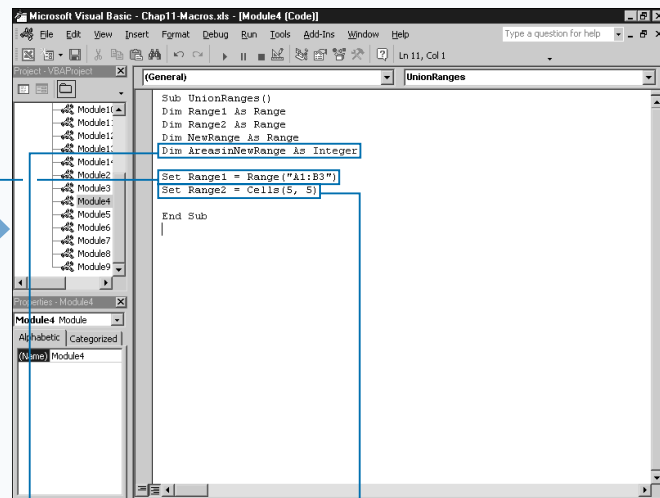 Microsoft Visual Basic - Chap11-Macros.xls - [Module4 (Code)]
File Edit View Insert Format Debug Run Tools Add-Ins Window Help
Type a question for help
Ln 11, Col 1
Project - VBAProject
(General)
UnionRanges
Module2
Module3
Module4
Module5
Module6
Module7
Module8
Module9
Properties - Module4
Module4 Module
Alphabetic Categorized
(Name) Module4
Sub UnionRanges()
Dim Range1 As Range
Dim Range2 As Range
Dim NewRange As Range
Dim AreasinNewRange As Integer
Set Range1 = Range("A1:B3")
Set Range2 = Cells(5, 5)
End Sub